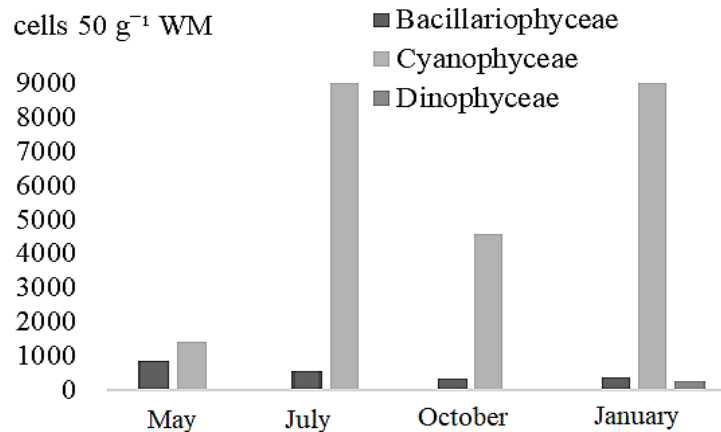 cells 50 g⁻¹ WM
Bacillariophyceae
Cyanophyceae
Dinophyceae
9000
8000
7000
6000
5000
4000
3000
2000
1000
0
May July October January